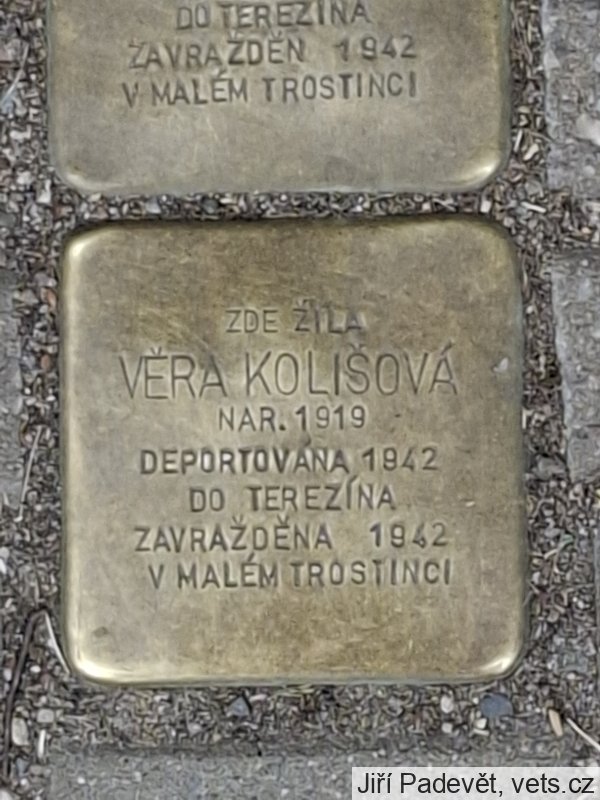 DO TEREZÍNA
ZAVRAŽDĚN 1942
V MALÉM TROSTINCI
ZDE ŽILA
VĚRA KOLIŠOVÁ
NAR. 1919
DEPORTOVÁNA 1942
DO TEREZÍNA
ZAVRAŽDĚNA 1942
V MALÉM TROSTINCI
Jiří Padevět, vets.cz